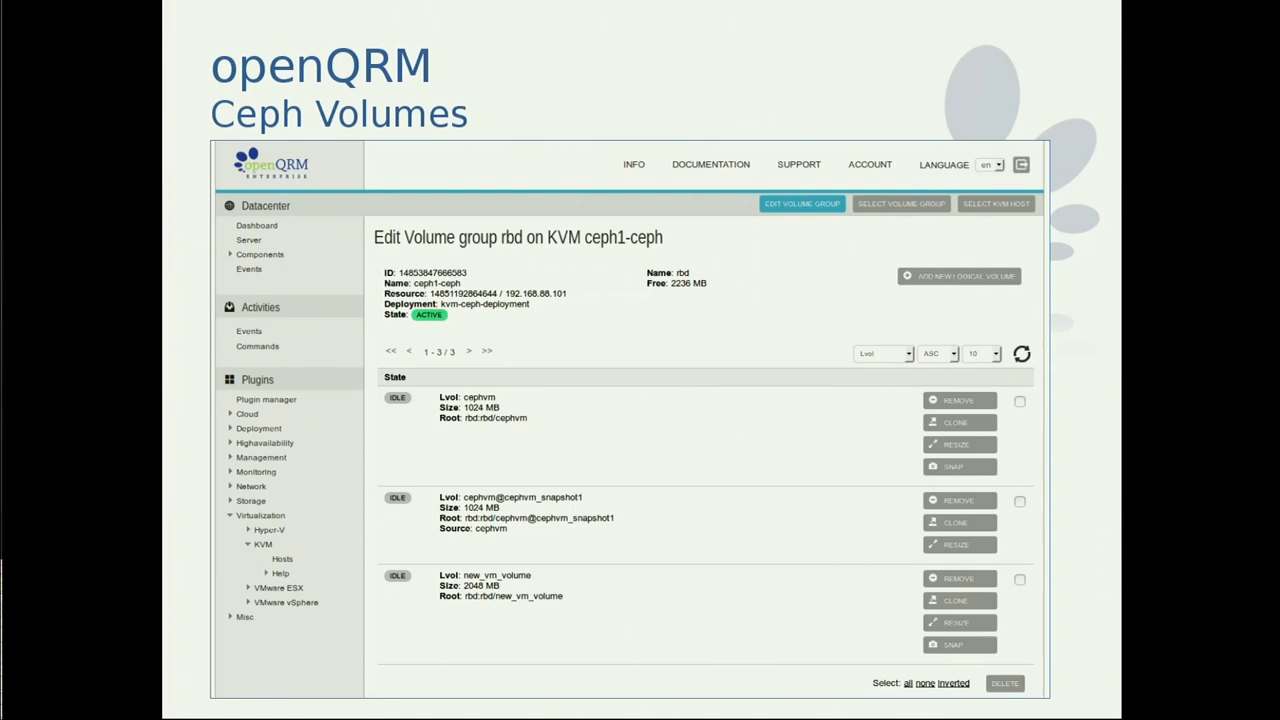 openQRM
Ceph Volumes
openQRM
ENTERPRISE
INFO DOCUMENTATION SUPPORT ACCOUNT LANGUAGE en
Datacenter
Dashboard
Server
Components
Events
Activities
Events
Commands
Plugins
Plugin manager
Cloud
Deployment
Highavailability
Management
Monitoring
Network
Storage
Virtualization
Hyper-V
KVM
Hosts
Help
VMware ESX
VMware vSphere
Misc
EDIT VOLUME GROUP SELECT VOLUME GROUP SELECT KVM HOST
Edit Volume group rbd on KVM ceph1-ceph
ID: 14853847666583
Name: ceph1-ceph
Resource: 14851192864644 / 192.168.88.101
Deployment: kvm-ceph-deployment
State: ACTIVE
Name: rbd
Free: 2236 MB
ADD NEW LOGICAL VOLUME
<< < 1 - 3 / 3 > >>
Lvol ASC 10
State
IDLE
Lvol: cephvm
Size: 1024 MB
Root: rbd:rbd/cephvm
REMOVE
CLONE
RESIZE
SNAP
IDLE
Lvol: cephvm@cephvm_snapshot1
Size: 1024 MB
Root: rbd:rbd/cephvm@cephvm_snapshot1
Source: cephvm
REMOVE
CLONE
RESIZE
IDLE
Lvol: new_vm_volume
Size: 2048 MB
Root: rbd:rbd/new_vm_volume
REMOVE
CLONE
RESIZE
SNAP
Select: all none inverted DELETE